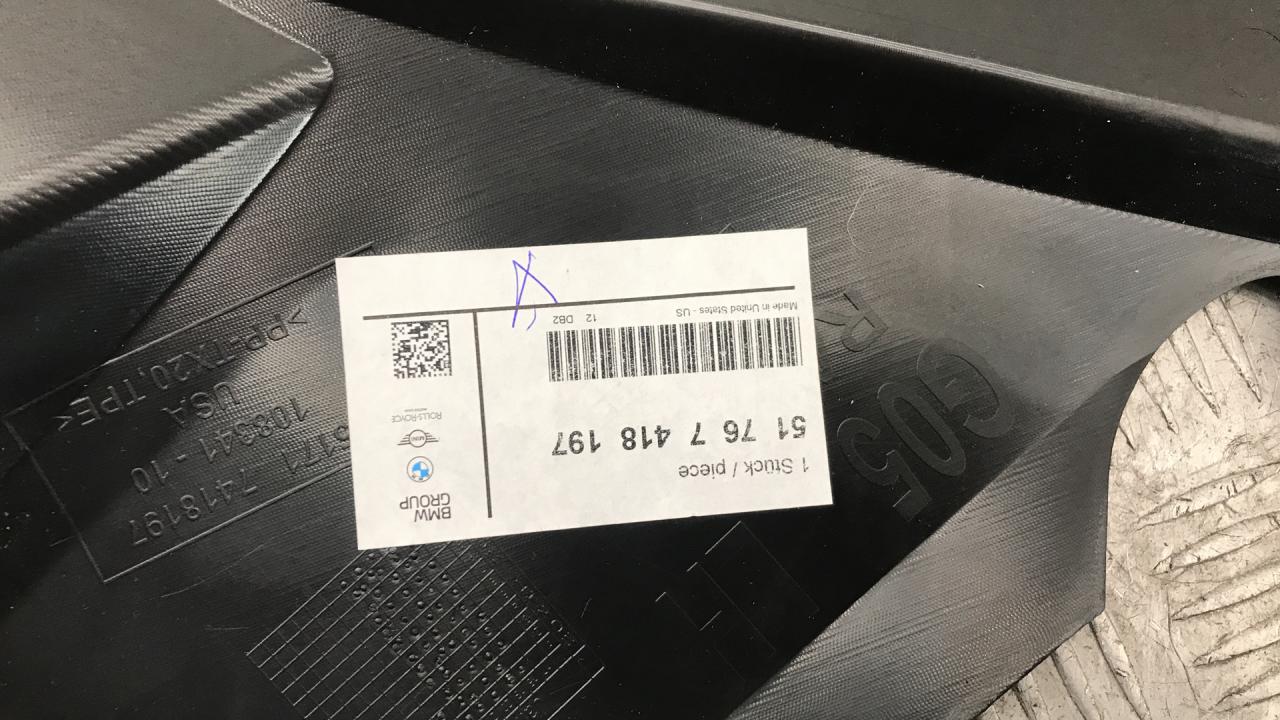 1 Stück / piece
51 76 7 418 197
12 DB2
Made in United States - US
BMW
GROUP
MINI
ROLLS-ROYCE
G05
R
7418197
108341 - 10
USA
>PP-TX20,TPE<